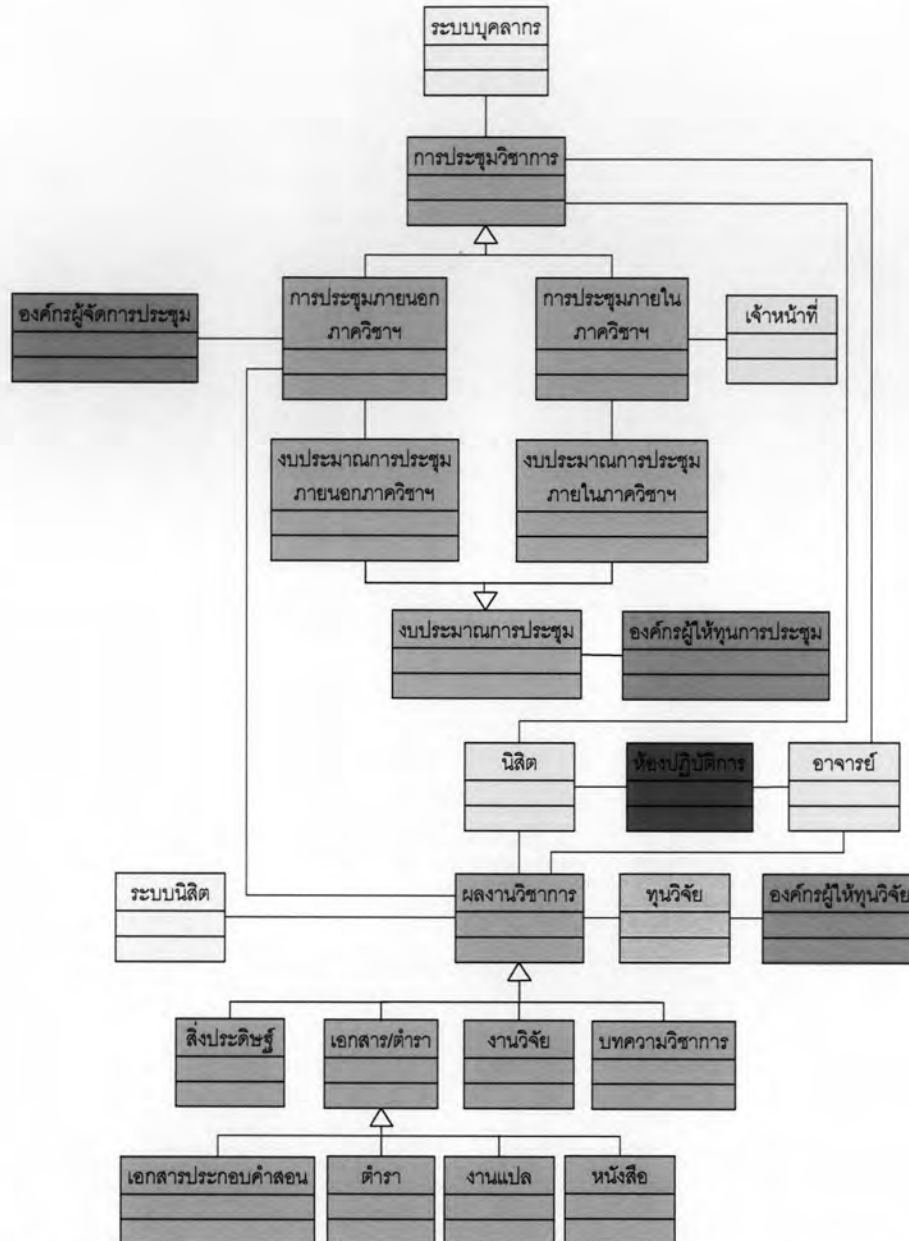 ระบบบุคลากร
การประชุมวิชาการ
องค์กรผู้จัดการประชุม
การประชุมภายนอก
ภาควิชาฯ
การประชุมภายใน
ภาควิชาฯ
เจ้าหน้าที่
งบประมาณการประชุม
ภายนอกภาควิชาฯ
งบประมาณการประชุม
ภายในภาควิชาฯ
งบประมาณการประชุม
องค์กรผู้ให้ทุนการประชุม
นิสิต
ห้องปฏิบัติการ
อาจารย์
ระบบนิสิต
ผลงานวิชาการ
ทุนวิจัย
องค์กรผู้ให้ทุนวิจัย
สิ่งประดิษฐ์
เอกสาร/ตำรา
งานวิจัย
บทความวิชาการ
เอกสารประกอบคำสอน
ตำรา
งานแปล
หนังสือ